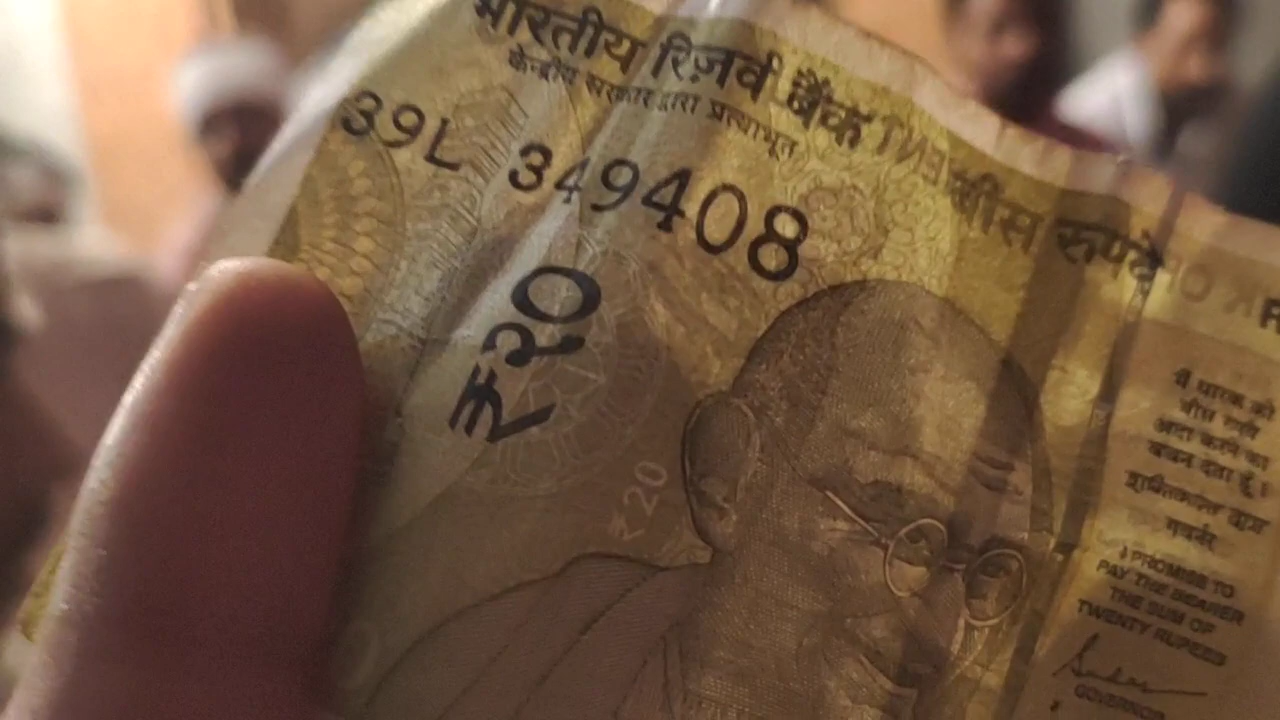 भारतीय रिज़र्व बैंक
केन्द्रीय सरकार द्वारा प्रत्याभूत
39L 349408
बीस रुपये
₹२०
₹20
मैं धारक को
बीस रुपये
अदा करने का
वचन देता हूँ।
शक्तिकान्त दास
गवर्नर
I PROMISE TO
PAY THE BEARER
THE SUM OF
TWENTY RUPEES
GOVERNOR